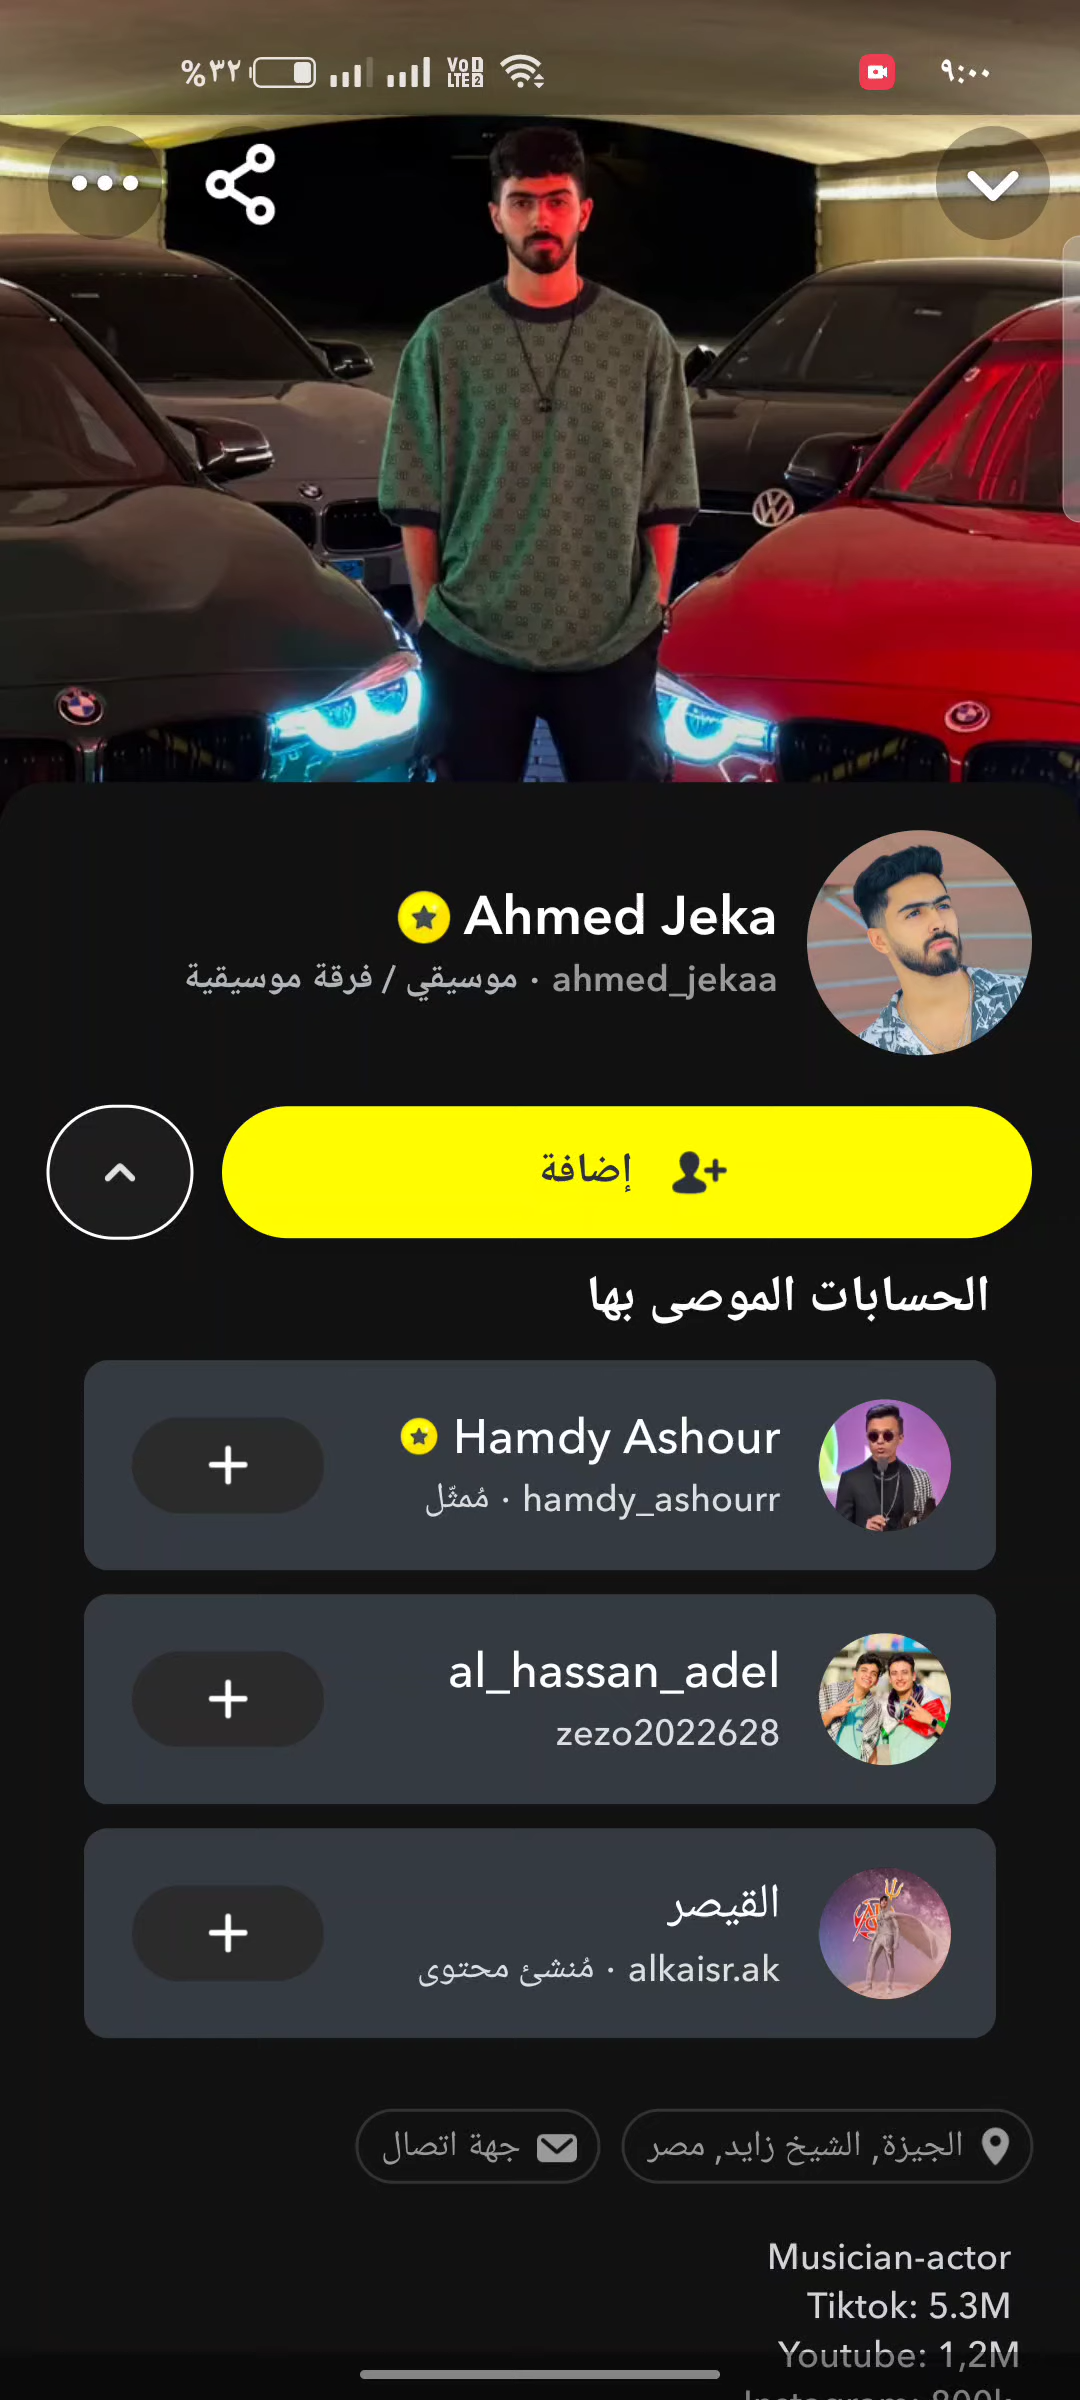 %٣٢
VoD LTE2
٩:٠٠
Ahmed Jeka
ahmed_jekaa · موسيقي / فرقة موسيقية
إضافة
الحسابات الموصى بها
Hamdy Ashour
hamdy_ashourr · مُمثّل
al_hassan_adel
zezo2022628
القيصر
alkaisr.ak · مُنشئ محتوى
الجيزة, الشيخ زايد, مصر
جهة اتصال
Musician-actor
Tiktok: 5.3M
Youtube: 1,2M
Instagram: 800k